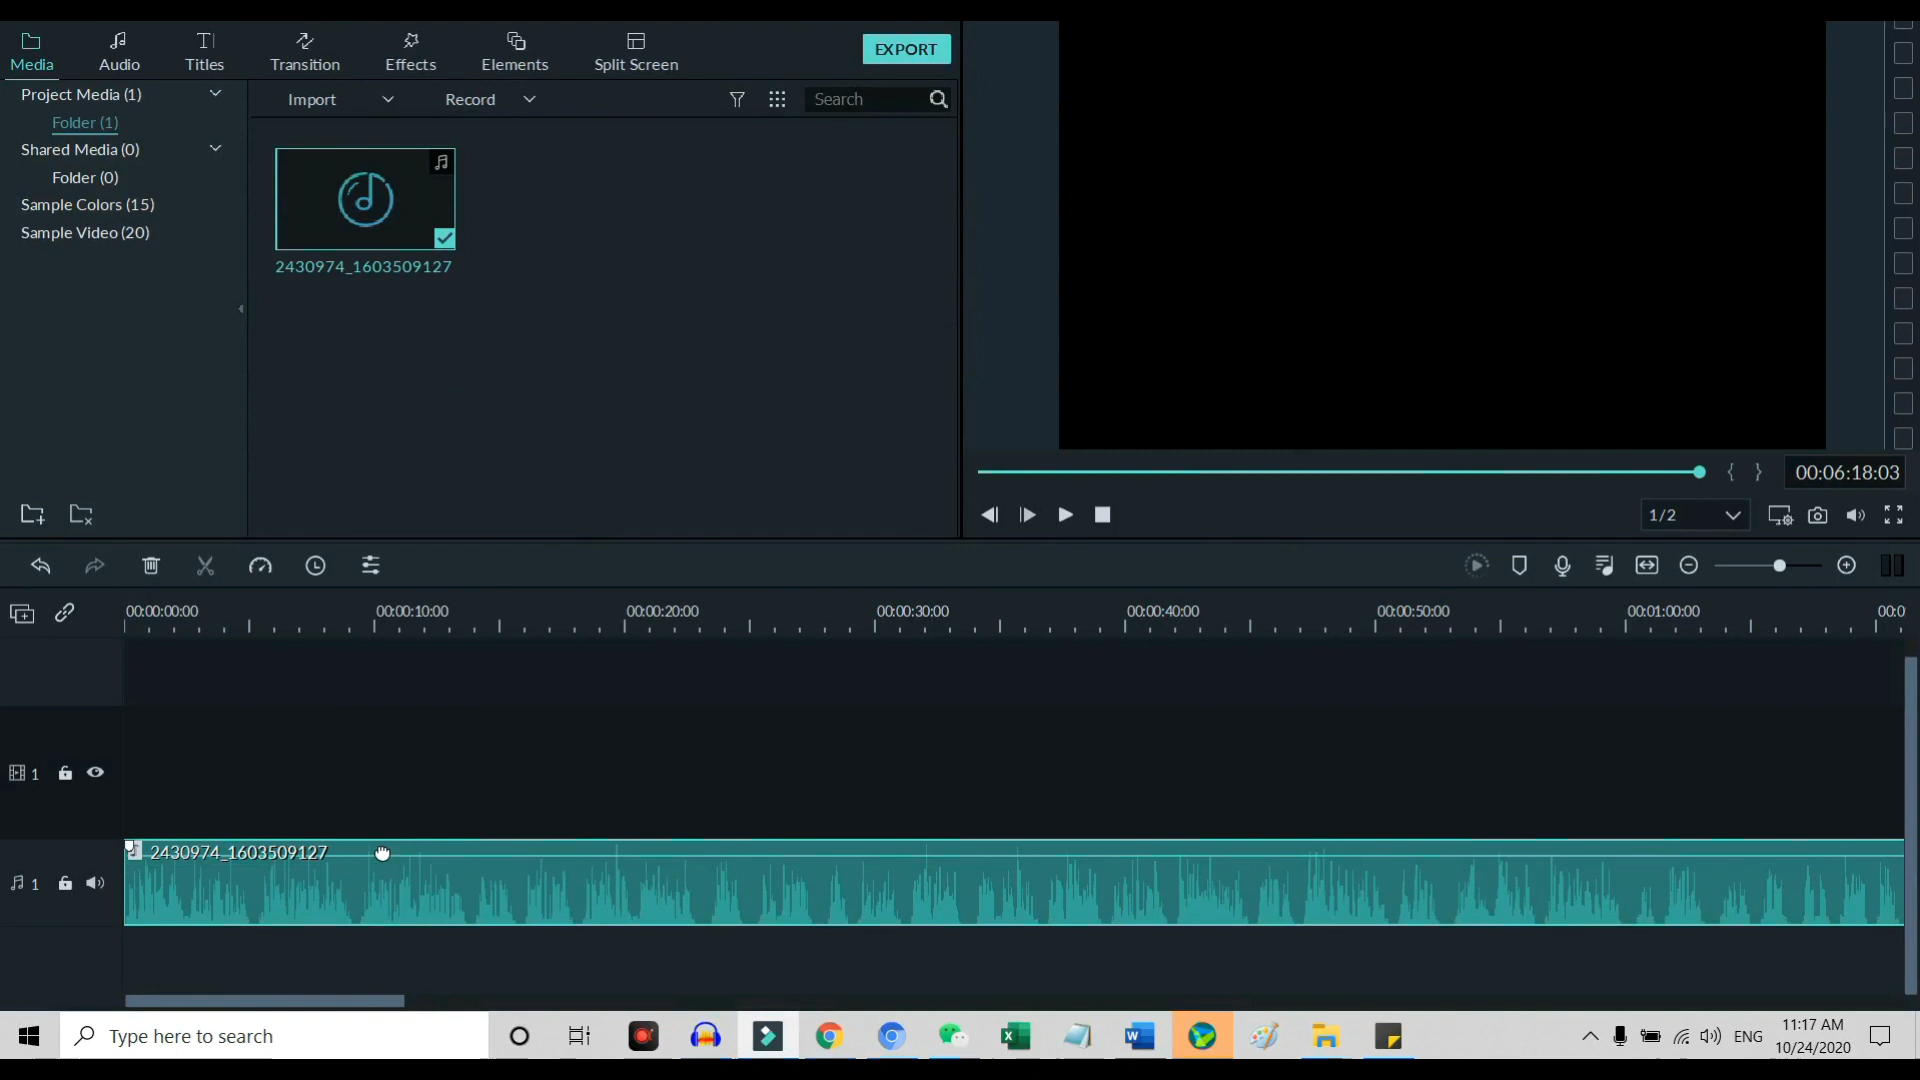 Media
Audio
Titles
Transition
Effects
Elements
Split Screen
EXPORT
Project Media (1)
Folder (1)
Shared Media (0)
Folder (0)
Sample Colors (15)
Sample Video (20)
Import
Record
Search
2430974_1603509127
00:06:18:03
1/2
00:00:00:00
00:00:10:00
00:00:20:00
00:00:30:00
00:00:40:00
00:00:50:00
00:01:00:00
00:0
1
2430974_1603509127
1
Type here to search
ENG
11:17 AM
10/24/2020